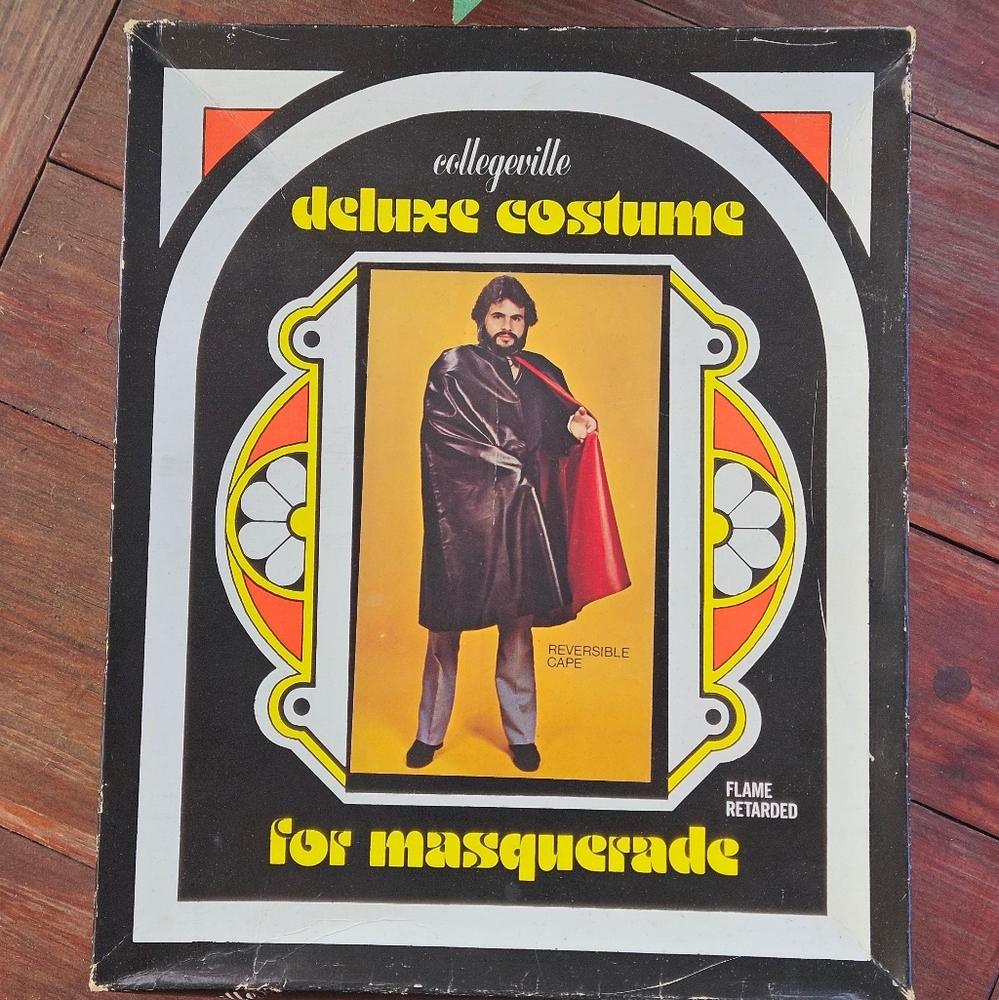 collegeville
deluxe costume
REVERSIBLE
CAPE
FLAME
RETARDED
for masquerade